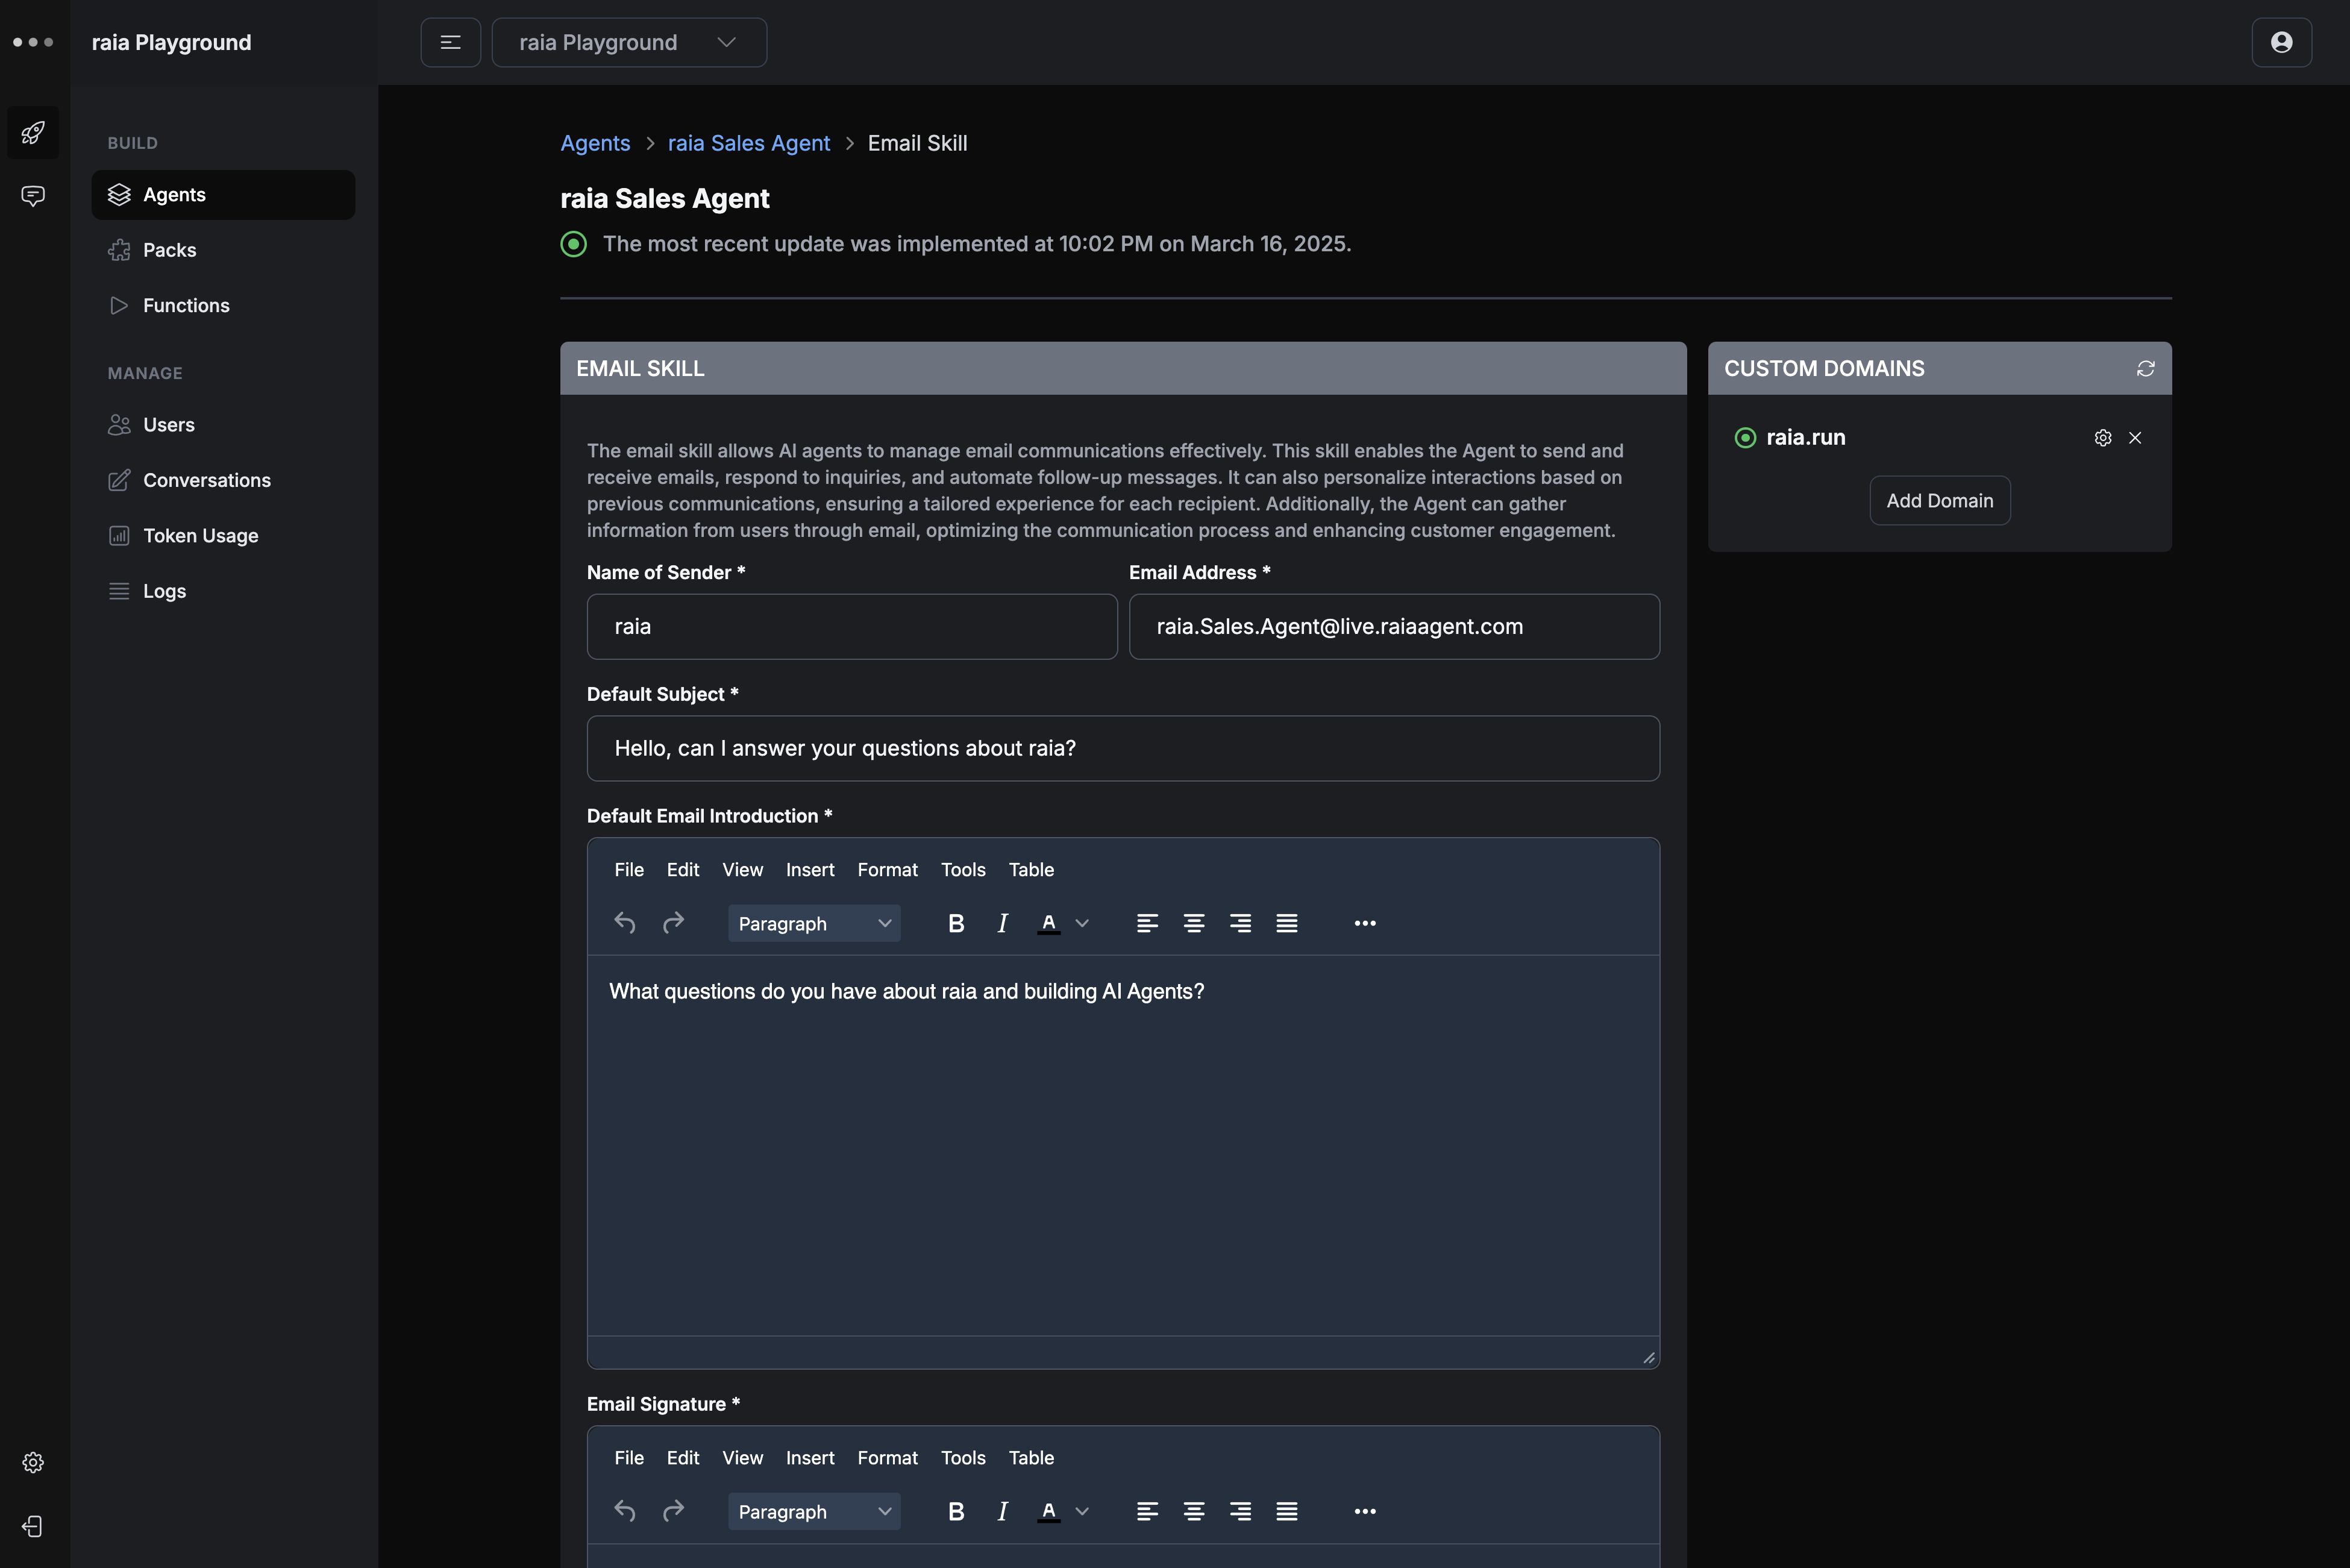 raia Playground
raia Playground
BUILD
Agents
Packs
Functions
MANAGE
Users
Conversations
Token Usage
Logs
Agents > raia Sales Agent > Email Skill
raia Sales Agent
The most recent update was implemented at 10:02 PM on March 16, 2025.
EMAIL SKILL
The email skill allows AI agents to manage email communications effectively. This skill enables the Agent to send and
receive emails, respond to inquiries, and automate follow-up messages. It can also personalize interactions based on
previous communications, ensuring a tailored experience for each recipient. Additionally, the Agent can gather
information from users through email, optimizing the communication process and enhancing customer engagement.
Name of Sender *
raia
Email Address *
raia.Sales.Agent@live.raiaagent.com
Default Subject *
Hello, can I answer your questions about raia?
Default Email Introduction *
File Edit View Insert Format Tools Table
Paragraph B I A
What questions do you have about raia and building AI Agents?
Email Signature *
File Edit View Insert Format Tools Table
Paragraph B I A
CUSTOM DOMAINS
raia.run
Add Domain